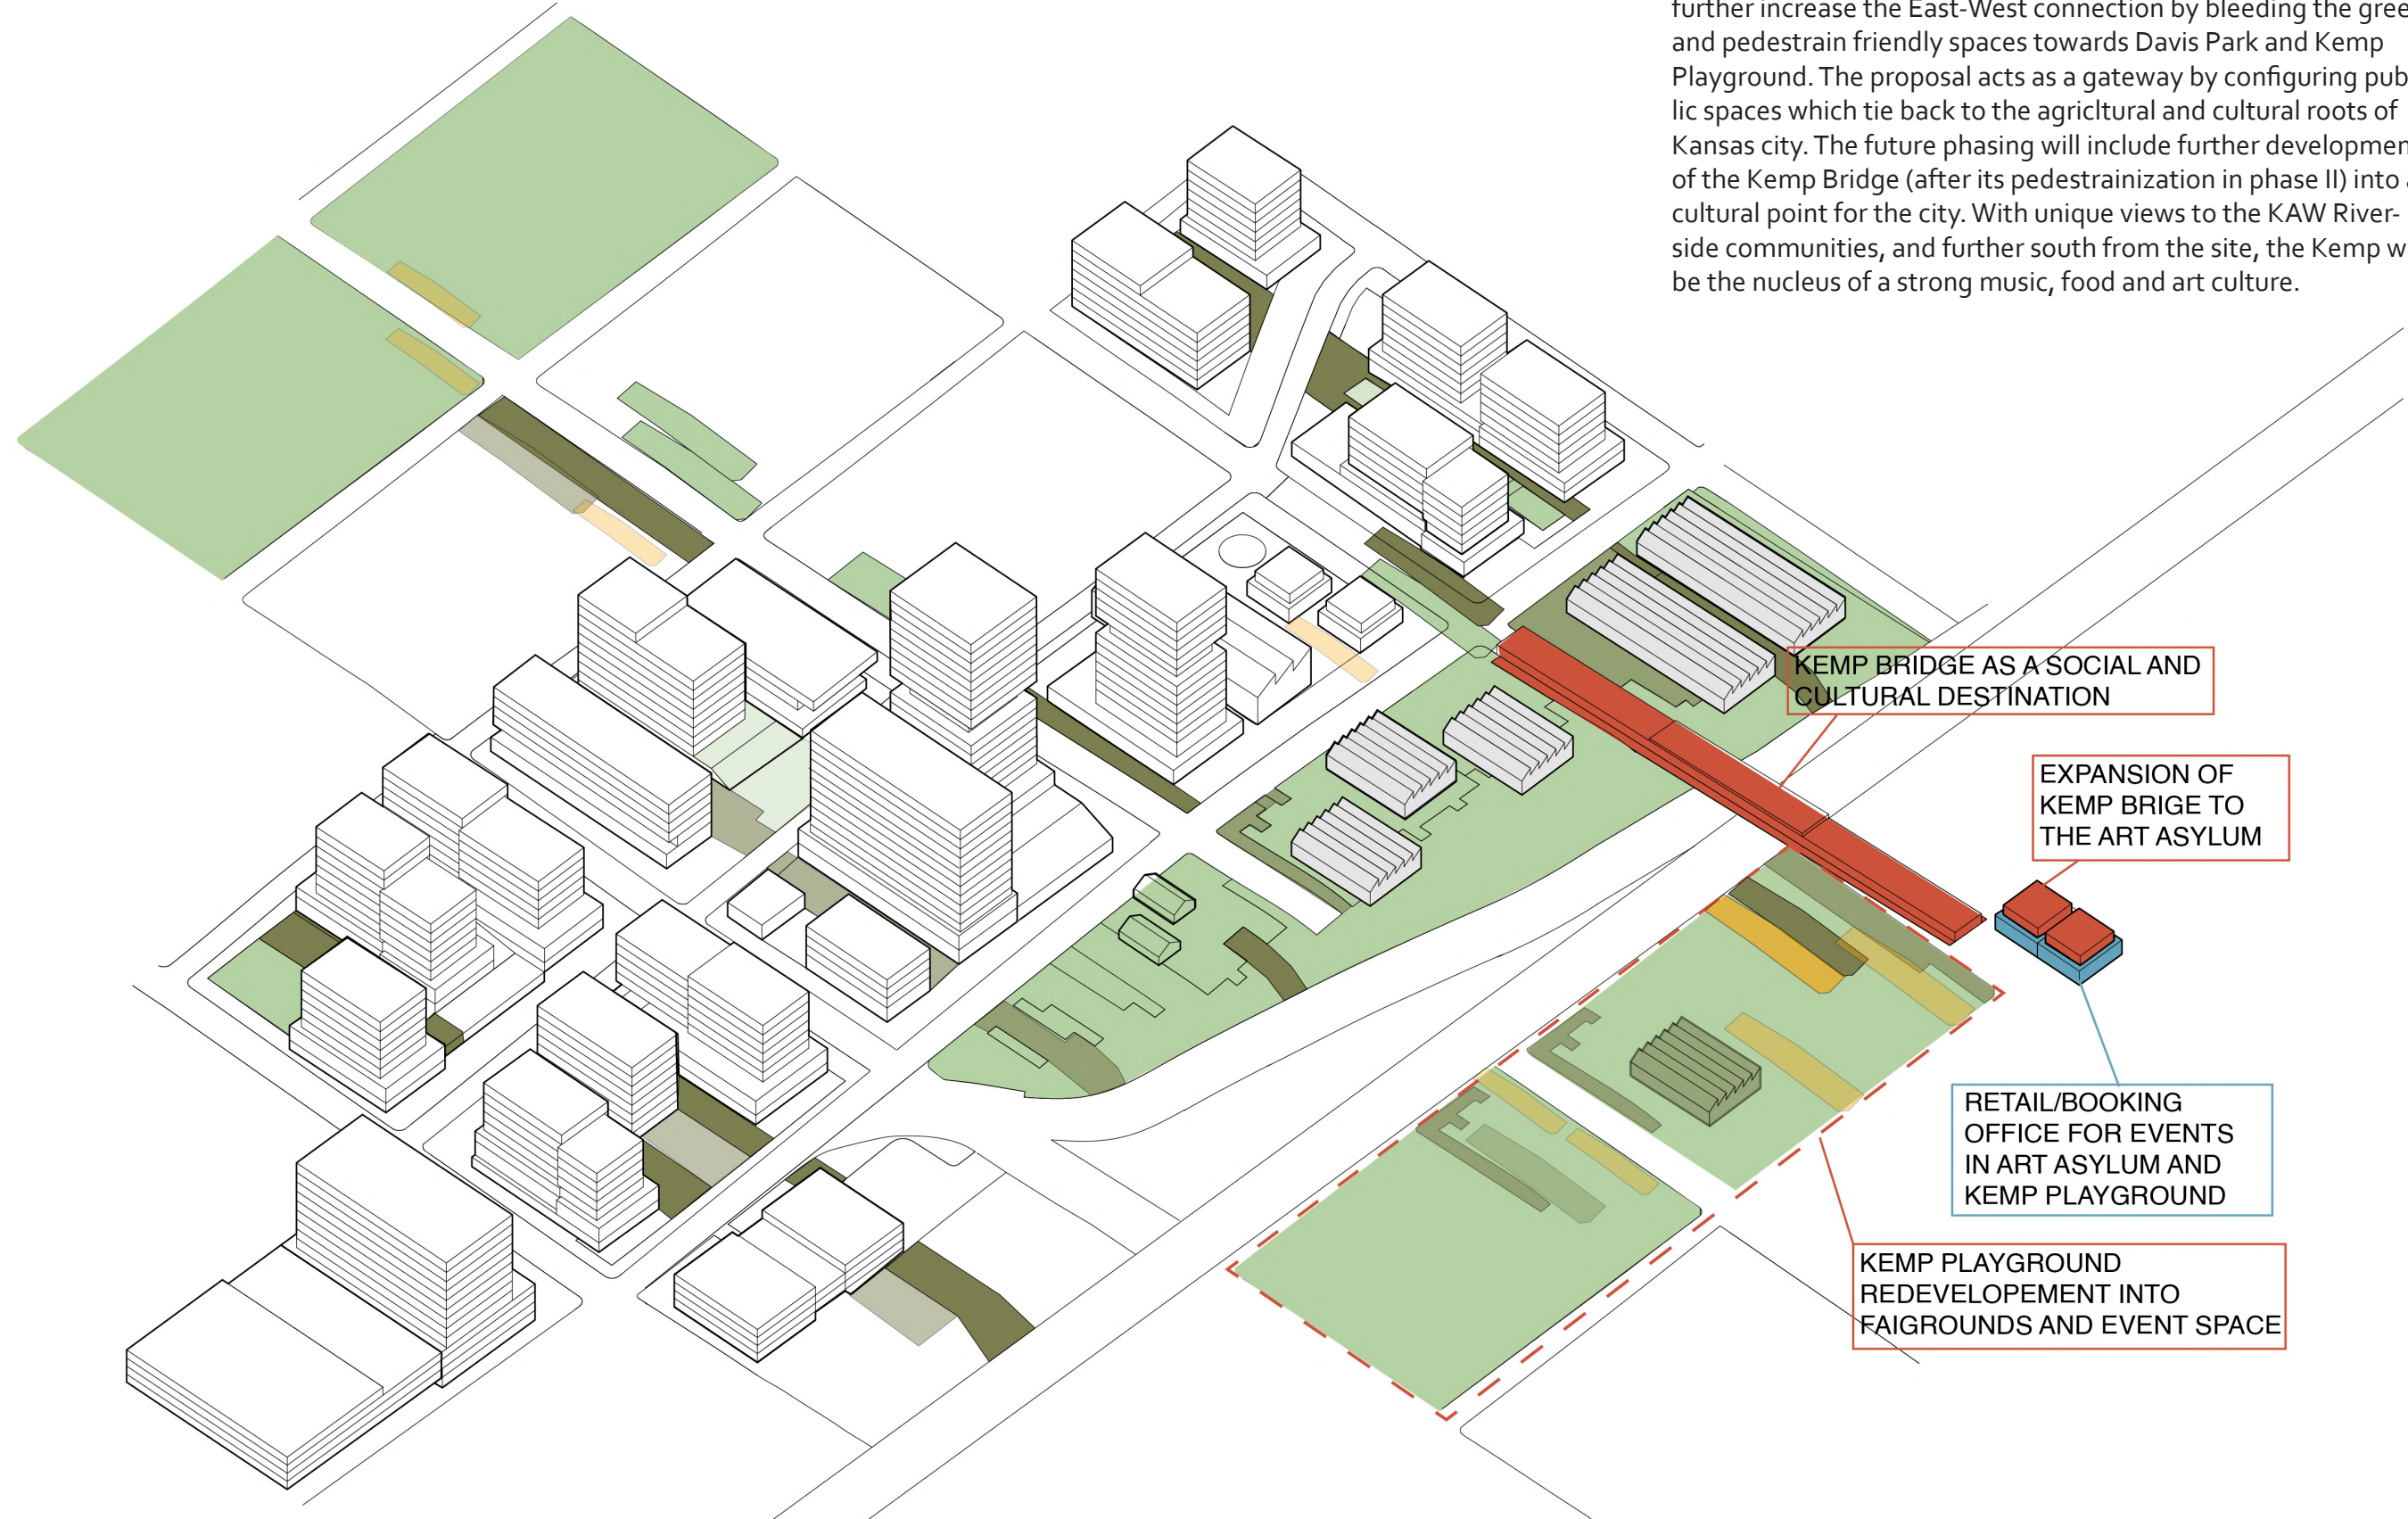 further increase the East-West connection by bleeding the gree
and pedestrain friendly spaces towards Davis Park and Kemp
Playground. The proposal acts as a gateway by configuring pub
lic spaces which tie back to the agricltural and cultural roots of
Kansas city. The future phasing will include further developmen
of the Kemp Bridge (after its pedestrainization in phase II) into
cultural point for the city. With unique views to the KAW River-
side communities, and further south from the site, the Kemp w
be the nucleus of a strong music, food and art culture.
KEMP BRIDGE AS A SOCIAL AND
CULTURAL DESTINATION
EXPANSION OF
KEMP BRIGE TO
THE ART ASYLUM
RETAIL/BOOKING
OFFICE FOR EVENTS
IN ART ASYLUM AND
KEMP PLAYGROUND
KEMP PLAYGROUND
REDEVELOPEMENT INTO
FAIGROUNDS AND EVENT SPACE